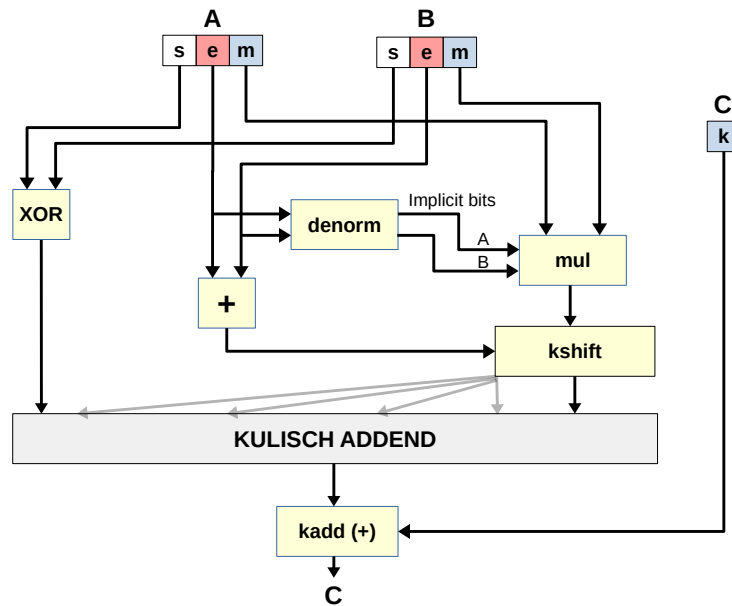 A
B
s e m
s e m
C
k
XOR
denorm
Implicit bits
A
B
mul
+
kshift
KULISCH ADDEND
kadd (+)
C